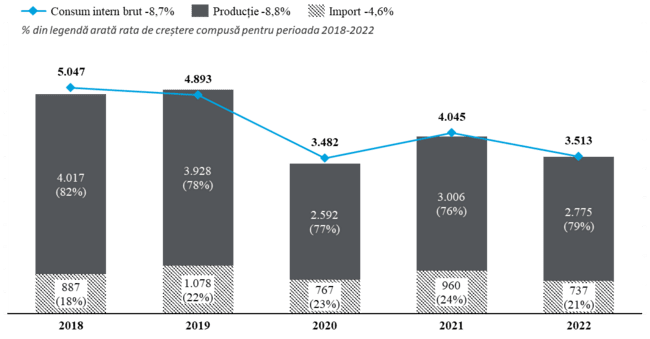 Consum intern brut -8,7% Producție -8,8% Import -4,6%
% din legendă arată rata de creștere compusă pentru perioada 2018-2022
5.047 4.893 3.482 4.045 3.513
4.017 3.928 2.592 3.006 2.775
(82%) (78%) (77%) (76%) (79%)
887 1.078 767 960 737
(18%) (22%) (23%) (24%) (21%)
2018 2019 2020 2021 2022